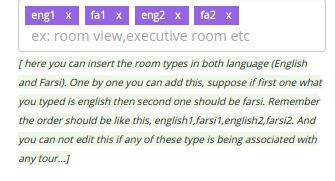 eng1 x fa1 x eng2 x fa2 x
ex: room view,executive room etc
[ here you can insert the room types in both language (English
and Farsi). One by one you can add this, suppose if first one what
you typed is english then second one should be farsi. Remember
the order should be like this, english1,farsi1,english2,farsi2. And
you can not edit this if any of these type is being associated with
any tour...]